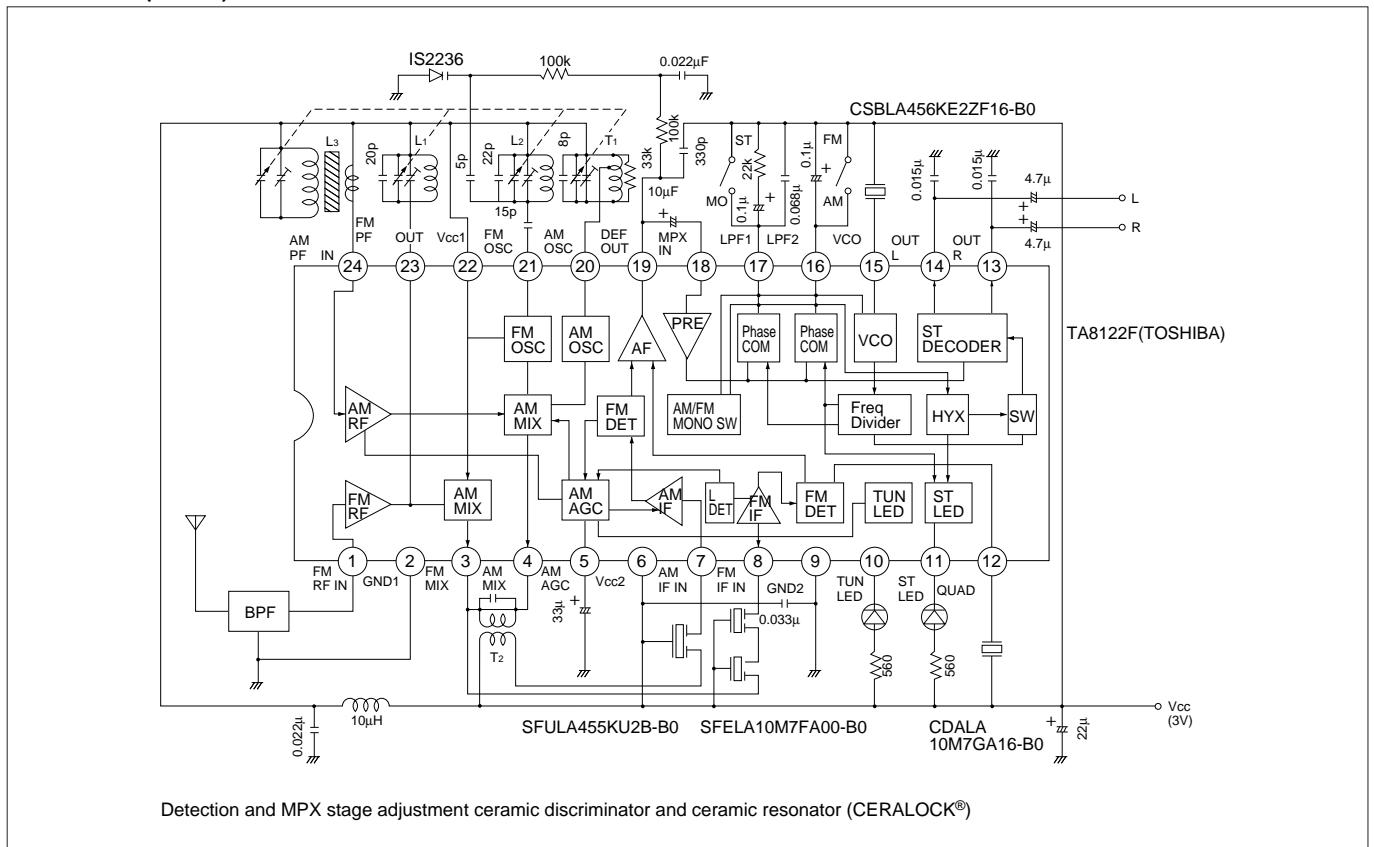 IS2236
100k
0.022µF
CSBLA456KE2ZF16-B0
L3
20p
L1
5p
22p
L2
8p
T1
33k
100k
330p
ST
22k
0.1µ
FM
0.015µ
0.015µ
4.7µ
L
10µF
MO
0.1µ
0.068µ
AM
R
4.7µ
15p
AM PF
FM PF
IN
OUT
Vcc1
FM OSC
AM OSC
DEF OUT
MPX IN
LPF1
LPF2
VCO
OUT L
OUT R
24
23
22
21
20
19
18
17
16
15
14
13
FM OSC
AM OSC
AF
PRE
Phase COM
Phase COM
VCO
ST DECODER
TA8122F(TOSHIBA)
AM RF
AM MIX
FM DET
AM/FM MONO SW
Freq Divider
HYX
SW
FM RF
AM MIX
AM AGC
AM IF
L DET
FM IF
FM DET
TUN LED
ST LED
1
2
3
4
5
6
7
8
9
10
11
12
FM RF IN
GND1
FM MIX
AM MIX
AM AGC
Vcc2
AM IF IN
FM IF IN
GND2
TUN LED
ST LED
QUAD
BPF
T2
33µ
0.033µ
560
560
0.022µ
10µH
SFULA455KU2B-B0
SFELA10M7FA00-B0
CDALA
10M7GA16-B0
22µ
Vcc
(3V)
Detection and MPX stage adjustment ceramic discriminator and ceramic resonator (CERALOCK®)